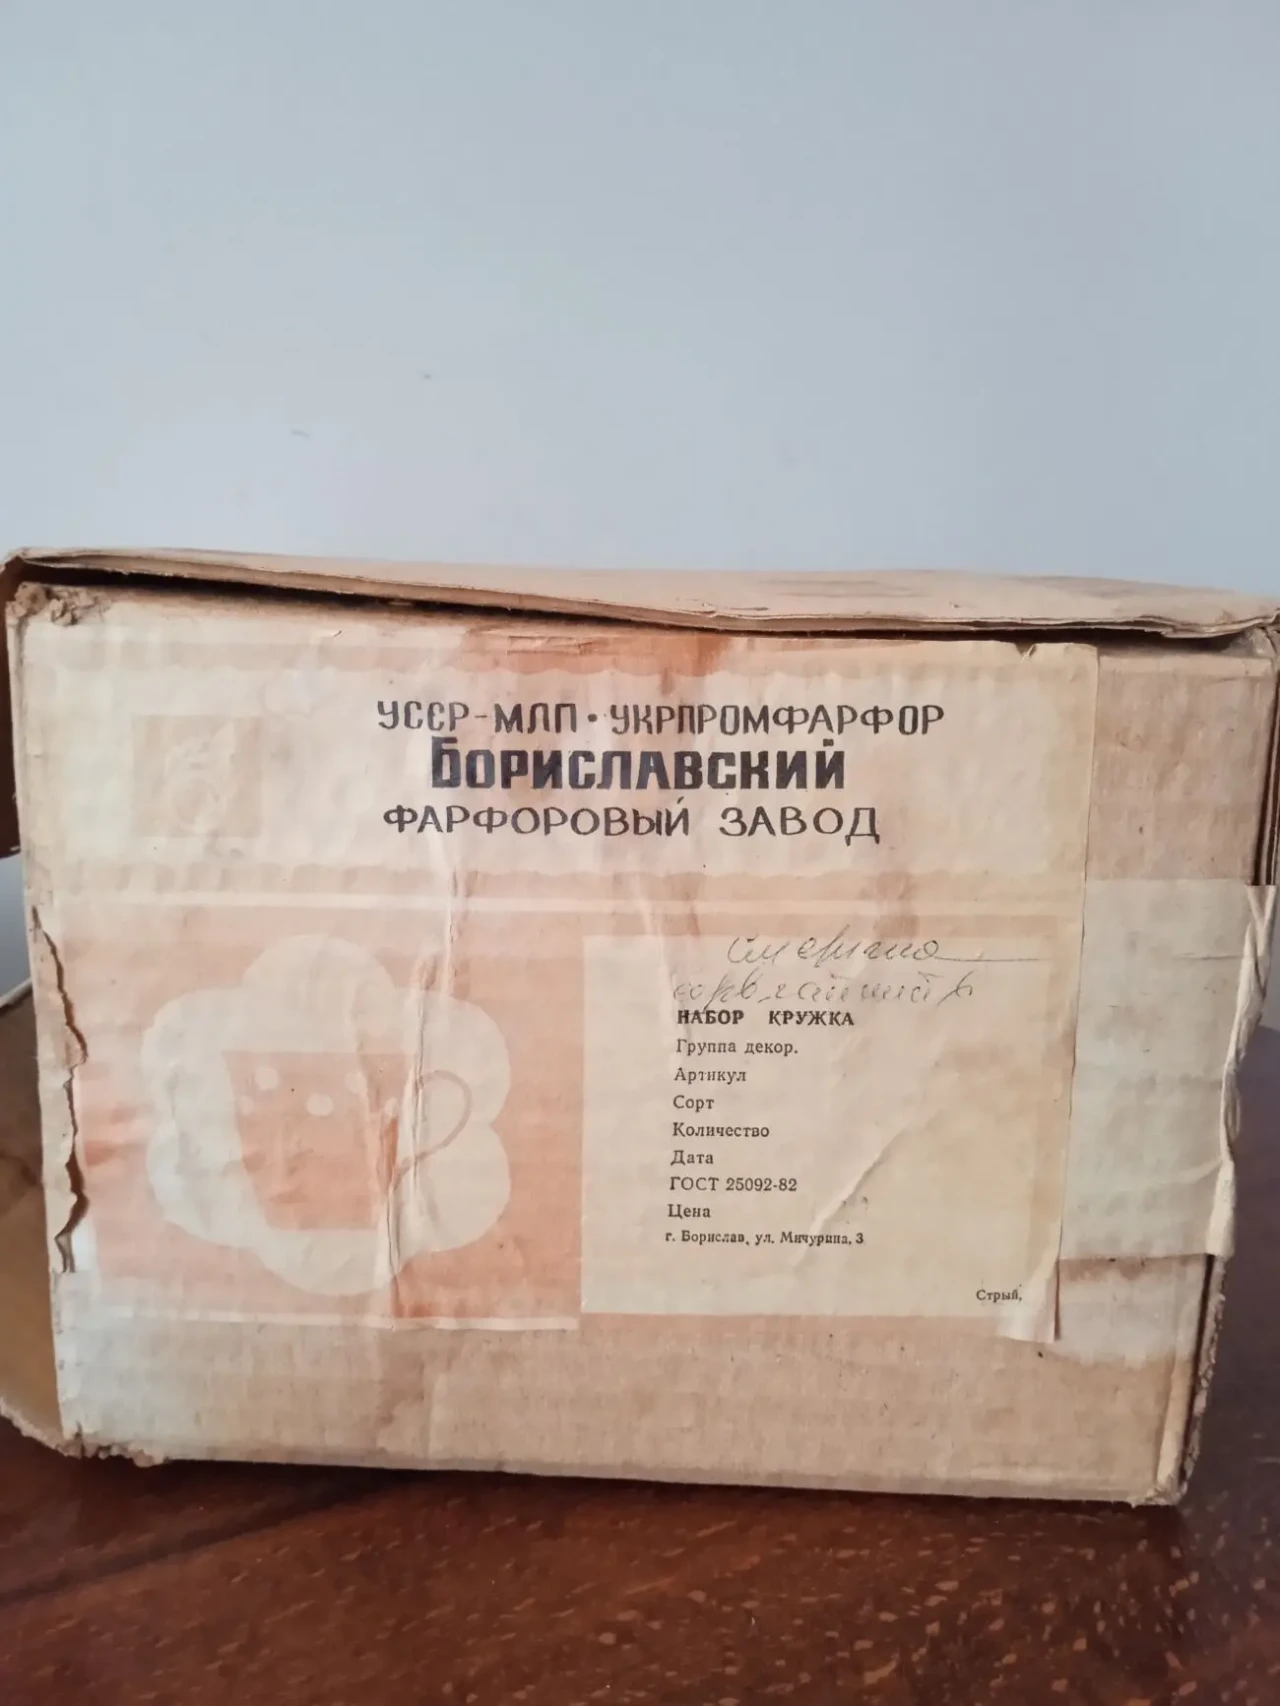 УССР-МЛП • УКРПРОМФАРФОР
БОРИСЛАВСКИЙ
ФАРФОРОВЫЙ ЗАВОД
НАБОР КРУЖКА
Группа декор.
Артикул
Сорт
Количество
Дата
ГОСТ 25092-82
Цена
г. Борислав, ул. Мичурина, 3
Стрый,